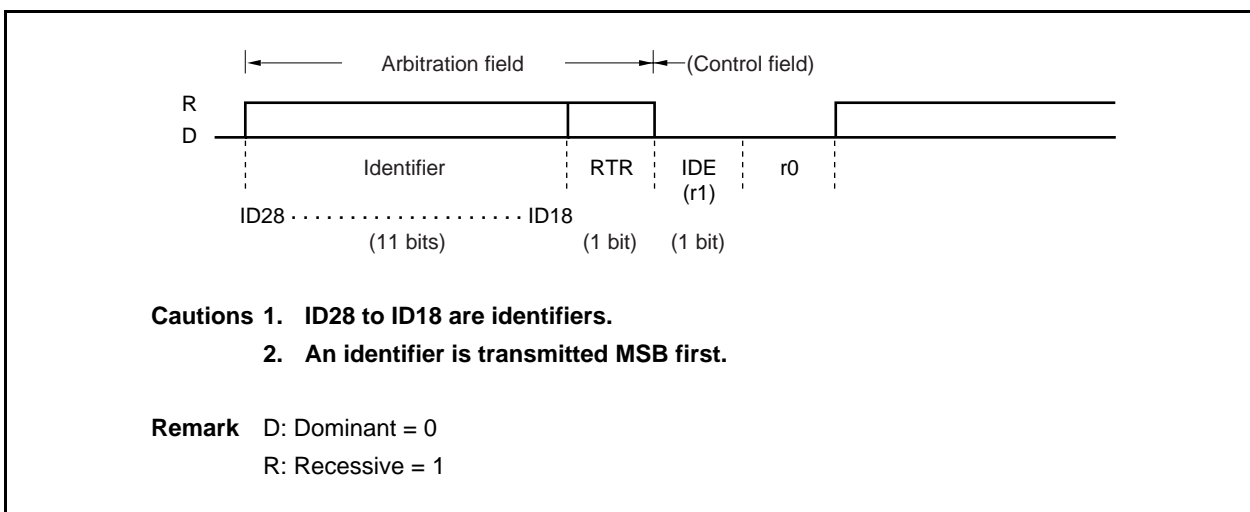 Arbitration field (Control field)
R
D
Identifier RTR IDE r0
(r1)
ID28 . . . . . . . . . . . . . . . . . . . . ID18
(11 bits) (1 bit) (1 bit)
Cautions 1. ID28 to ID18 are identifiers.
2. An identifier is transmitted MSB first.
Remark D: Dominant = 0
R: Recessive = 1